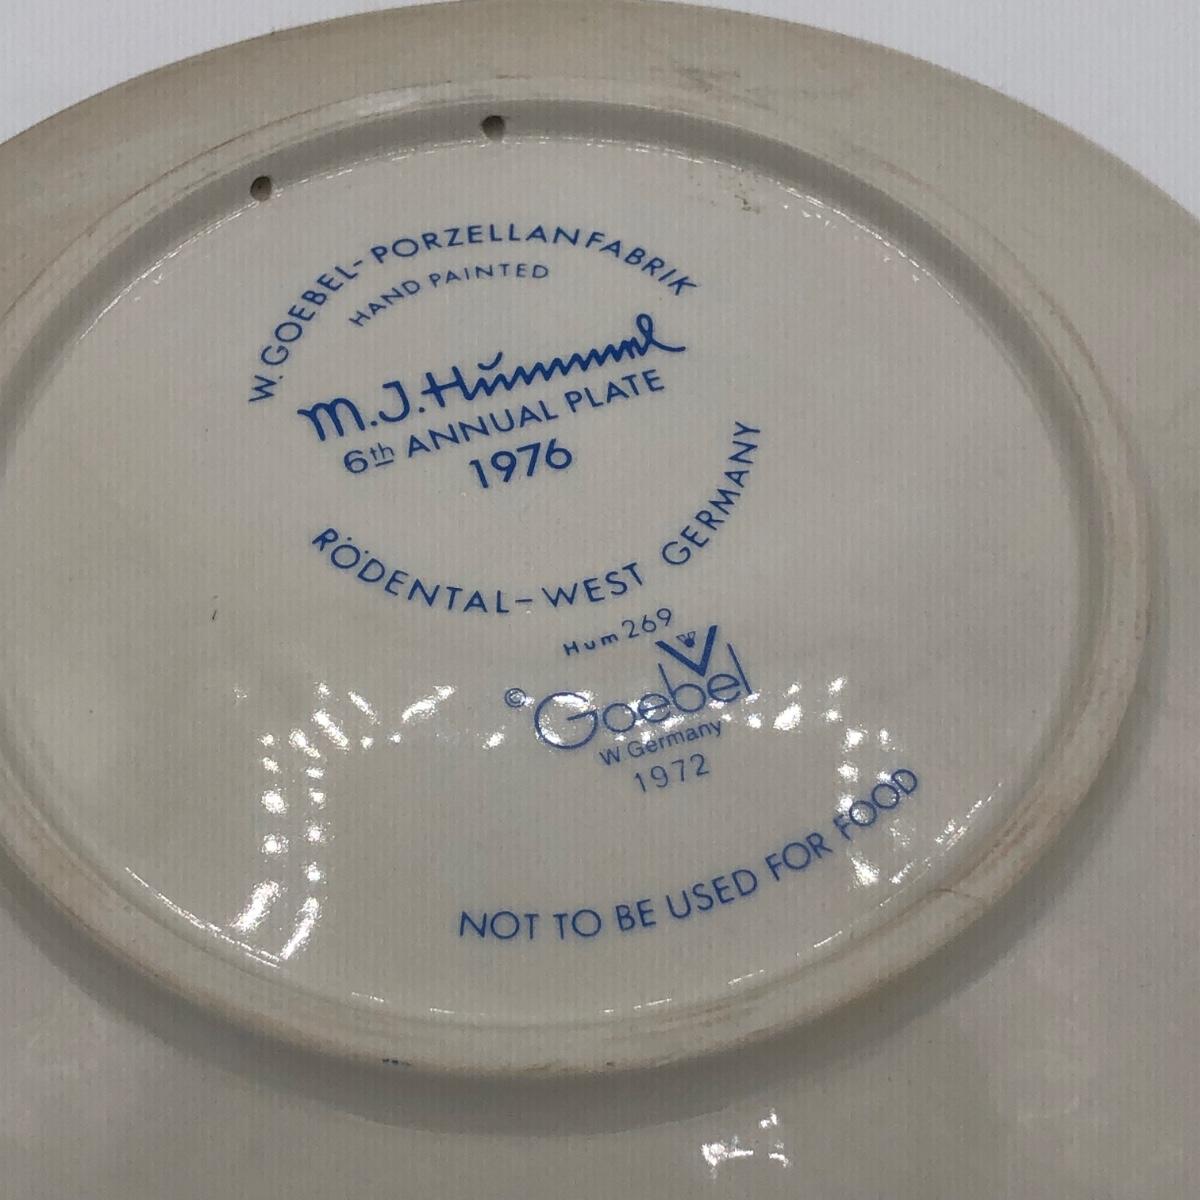 W. GOEBEL-PORZELLANFABRIK
HAND PAINTED
M.J. Hummel
6th ANNUAL PLATE
1976
RÖDENTAL-WEST GERMANY
Hum 269
© Goebel
W Germany
1972
NOT TO BE USED FOR FOOD